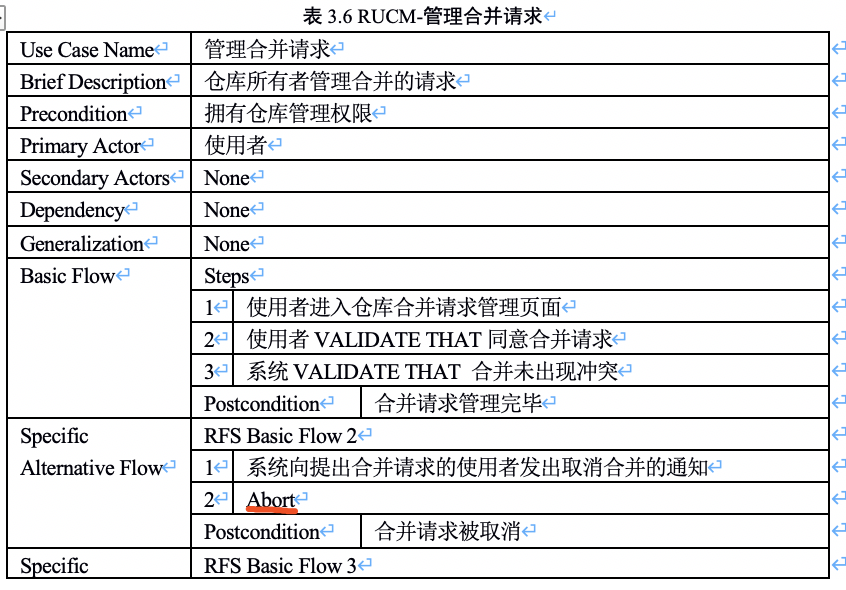 表 3.6 RUCM-管理合并请求
Use Case Name 管理合并请求
Brief Description 仓库所有者管理合并的请求
Precondition 拥有仓库管理权限
Primary Actor 使用者
Secondary Actors None
Dependency None
Generalization None
Basic Flow Steps
1 使用者进入仓库合并请求管理页面
2 使用者 VALIDATE THAT 同意合并请求
3 系统 VALIDATE THAT 合并未出现冲突
Postcondition 合并请求管理完毕
Specific RFS Basic Flow 2
Alternative Flow 1 系统向提出合并请求的使用者发出取消合并的通知
2 Abort
Postcondition 合并请求被取消
Specific RFS Basic Flow 3